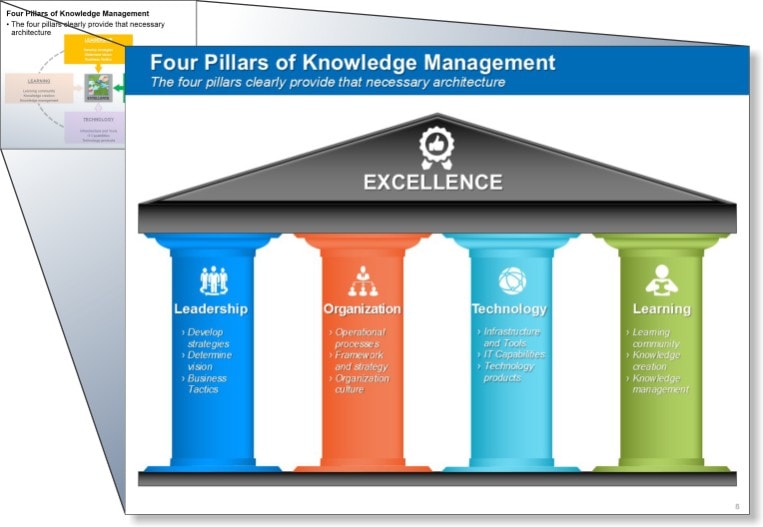 Four Pillars of Knowledge Management
• The four pillars clearly provide that necessary
architecture
LEARNING
Learning community
Knowledge creation
Knowledge management
EXCELLENCE
TECHNOLOGY
Infrastructure and Tools
IT Capabilities
Technology products
Four Pillars of Knowledge Management
The four pillars clearly provide that necessary architecture
EXCELLENCE
Leadership
› Develop
strategies
› Determine
vision
› Business
Tactics
Organization
› Operational
processes
› Framework
and strategy
› Organization
culture
Technology
› Infrastructure
and Tools
› IT Capabilities
› Technology
products
Learning
› Learning
community
› Knowledge
creation
› Knowledge
management
8